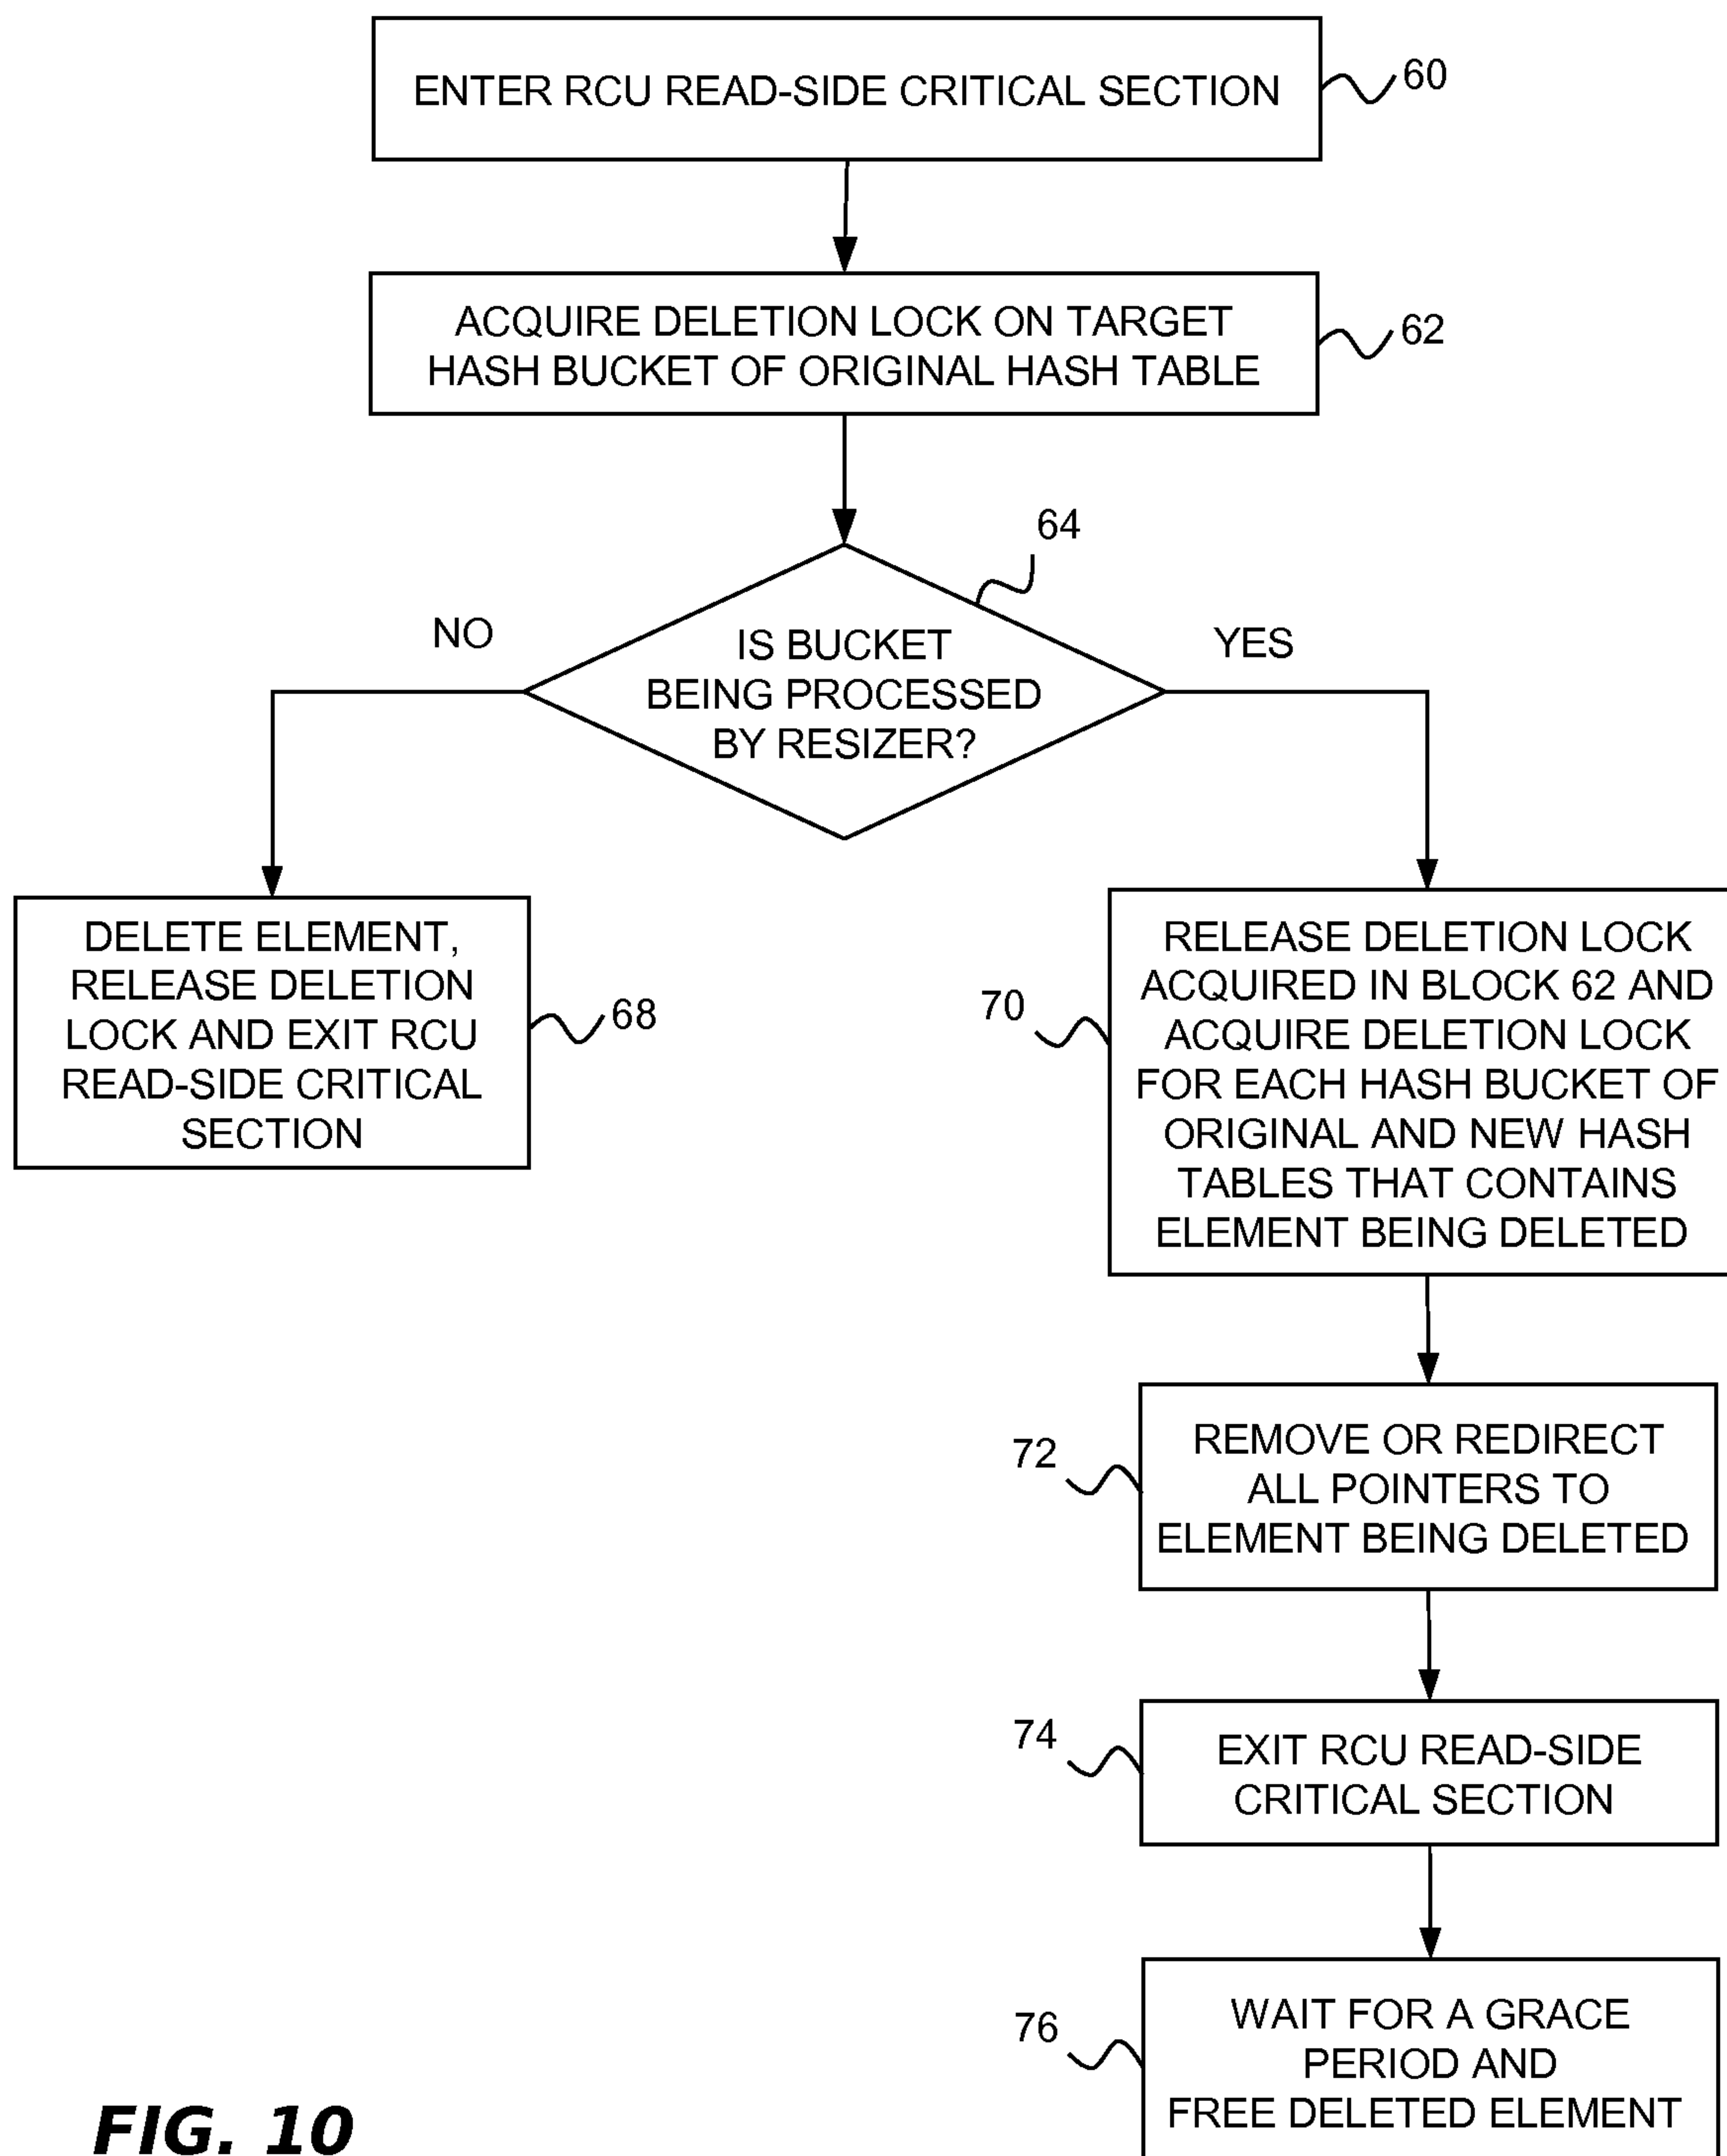 ENTER RCU READ-SIDE CRITICAL SECTION
60
ACQUIRE DELETION LOCK ON TARGET
HASH BUCKET OF ORIGINAL HASH TABLE
62
64
NO
IS BUCKET
BEING PROCESSED
BY RESIZER?
YES
DELETE ELEMENT,
RELEASE DELETION
LOCK AND EXIT RCU
READ-SIDE CRITICAL
SECTION
68
70
RELEASE DELETION LOCK
ACQUIRED IN BLOCK 62 AND
ACQUIRE DELETION LOCK
FOR EACH HASH BUCKET OF
ORIGINAL AND NEW HASH
TABLES THAT CONTAINS
ELEMENT BEING DELETED
72
REMOVE OR REDIRECT
ALL POINTERS TO
ELEMENT BEING DELETED
74
EXIT RCU READ-SIDE
CRITICAL SECTION
76
WAIT FOR A GRACE
PERIOD AND
FREE DELETED ELEMENT
FIG. 10